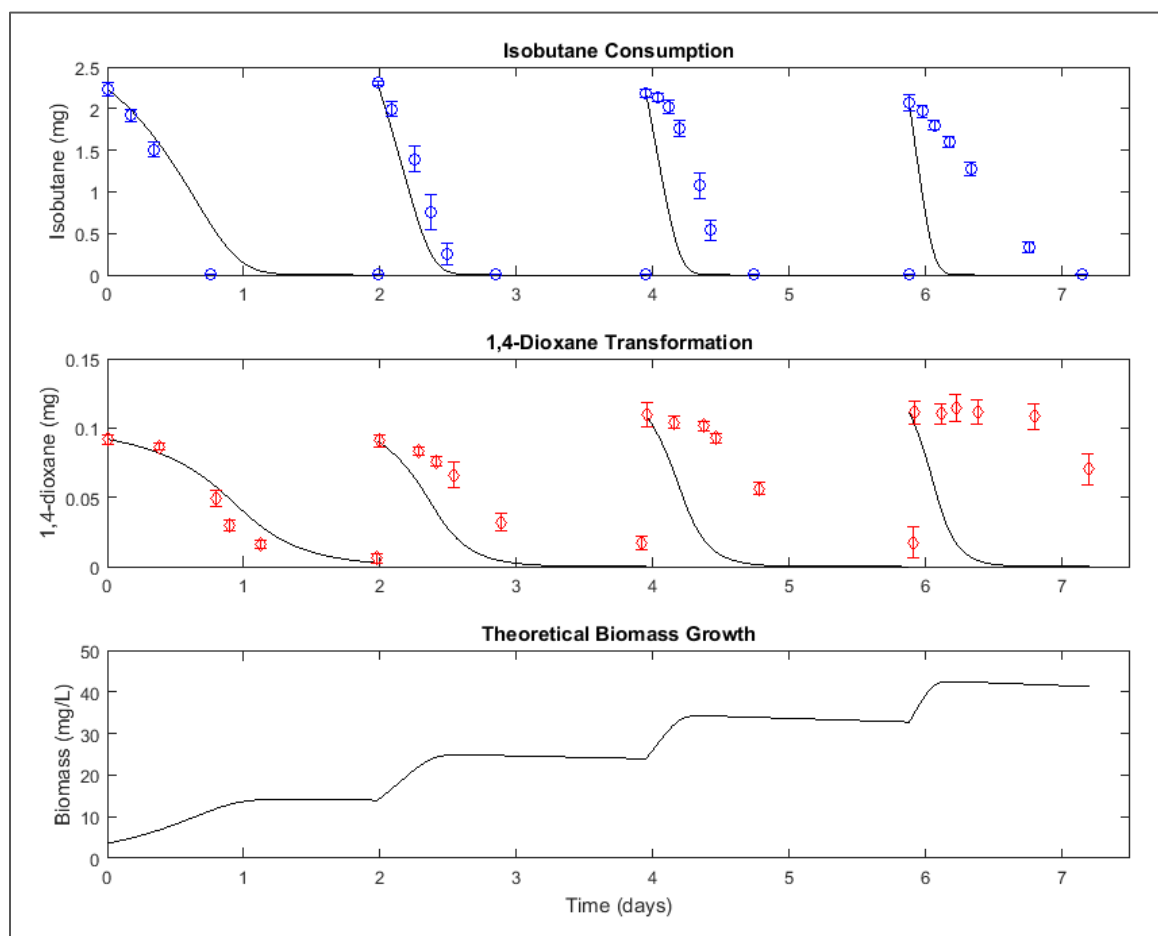 Isobutane Consumption
Isobutane (mg)
2.5
2
1.5
1
0.5
0
0 1 2 3 4 5 6 7
1,4-Dioxane Transformation
1,4-dioxane (mg)
0.15
0.1
0.05
0
0 1 2 3 4 5 6 7
Theoretical Biomass Growth
Biomass (mg/L)
50
40
30
20
10
0
0 1 2 3 4 5 6 7
Time (days)